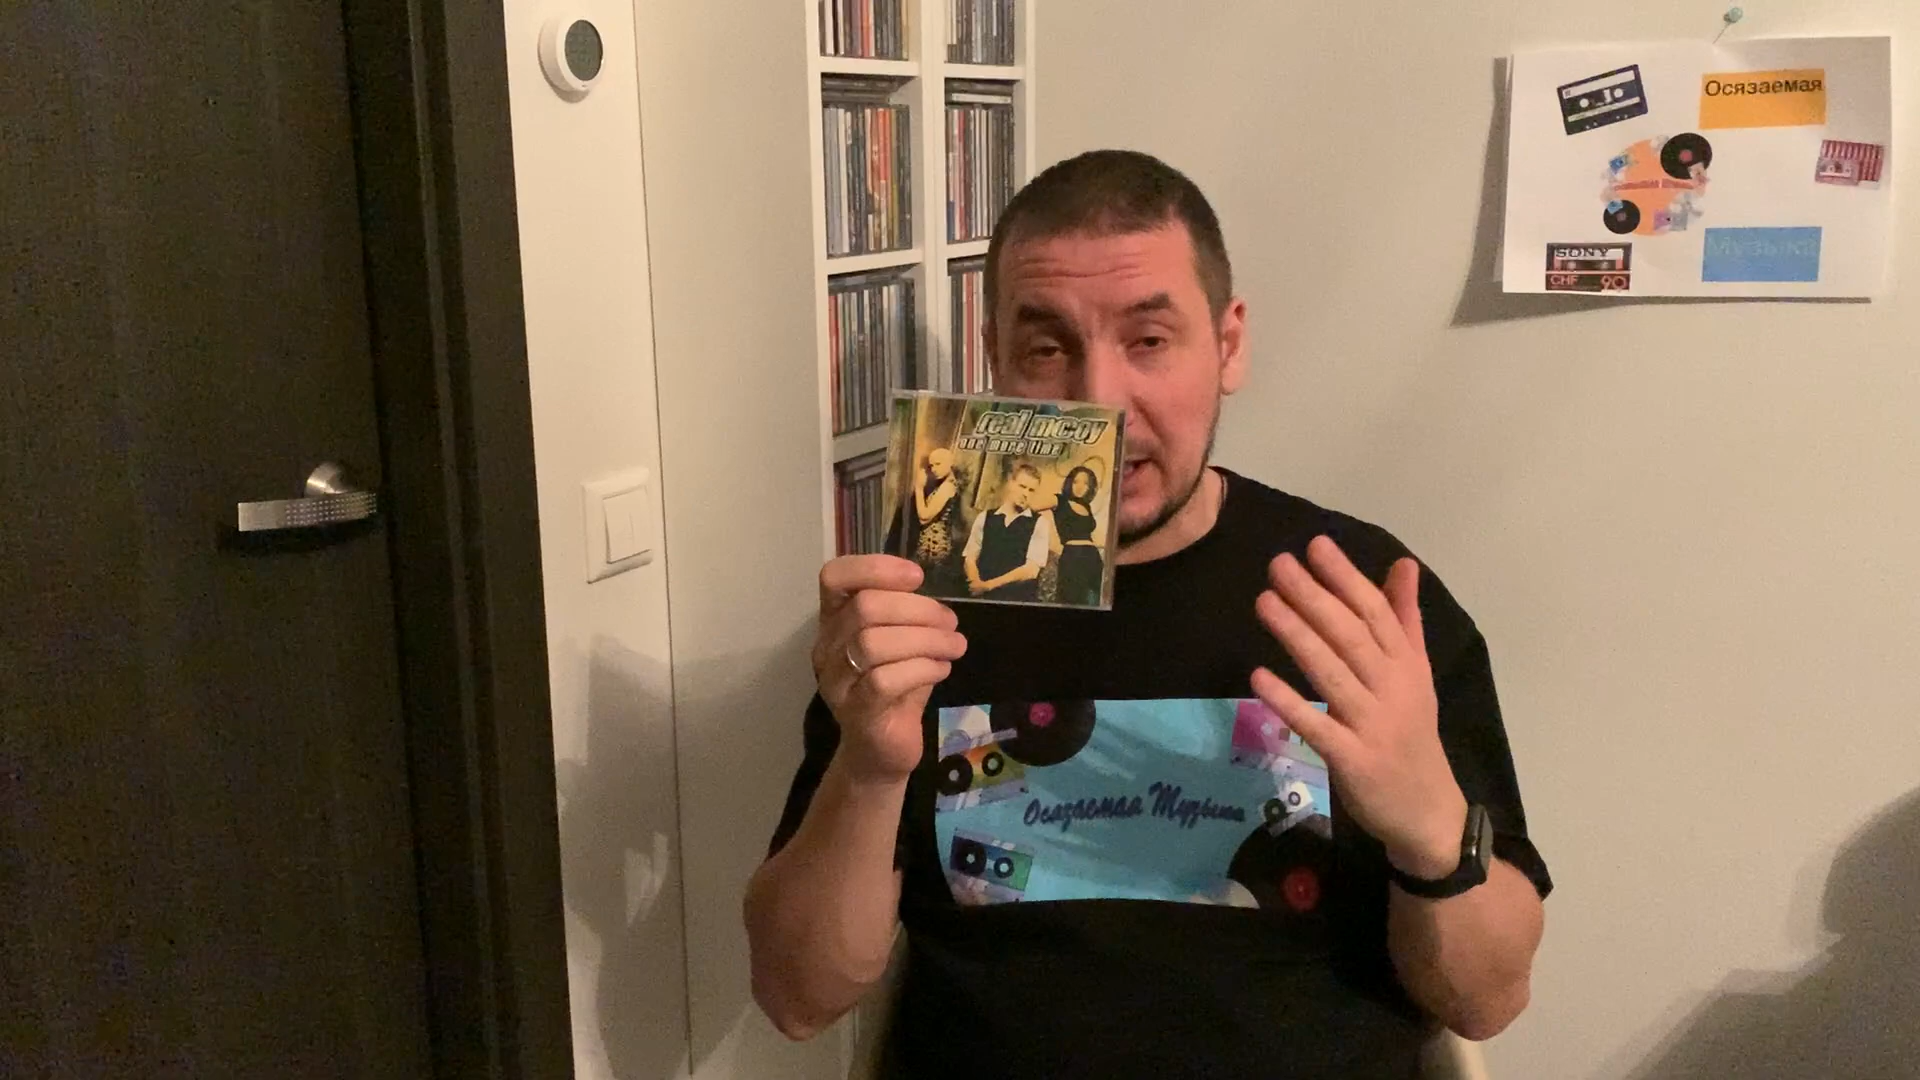 Осязаемая
Музыка
SONY
CHF 90
real mccoy
one more time
Осязаемая Музыка